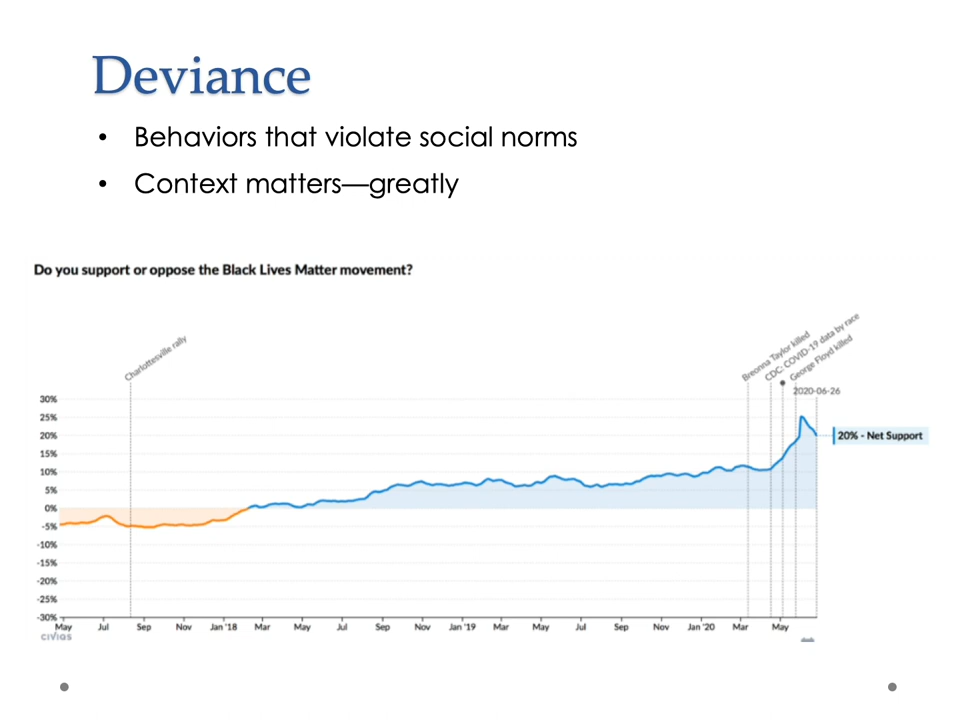 Deviance
• Behaviors that violate social norms
• Context matters—greatly
Do you support or oppose the Black Lives Matter movement?
Charlottesville rally
Breonna Taylor killed
CDC: COVID-19 data by race
George Floyd killed
2020-06-26
30%
25%
20%
15%
10%
5%
0%
-5%
-10%
-15%
-20%
-25%
-30%
20% - Net Support
May Jul Sep Nov Jan '18 Mar May Jul Sep Nov Jan '19 Mar May Jul Sep Nov Jan '20 Mar May
civiqs